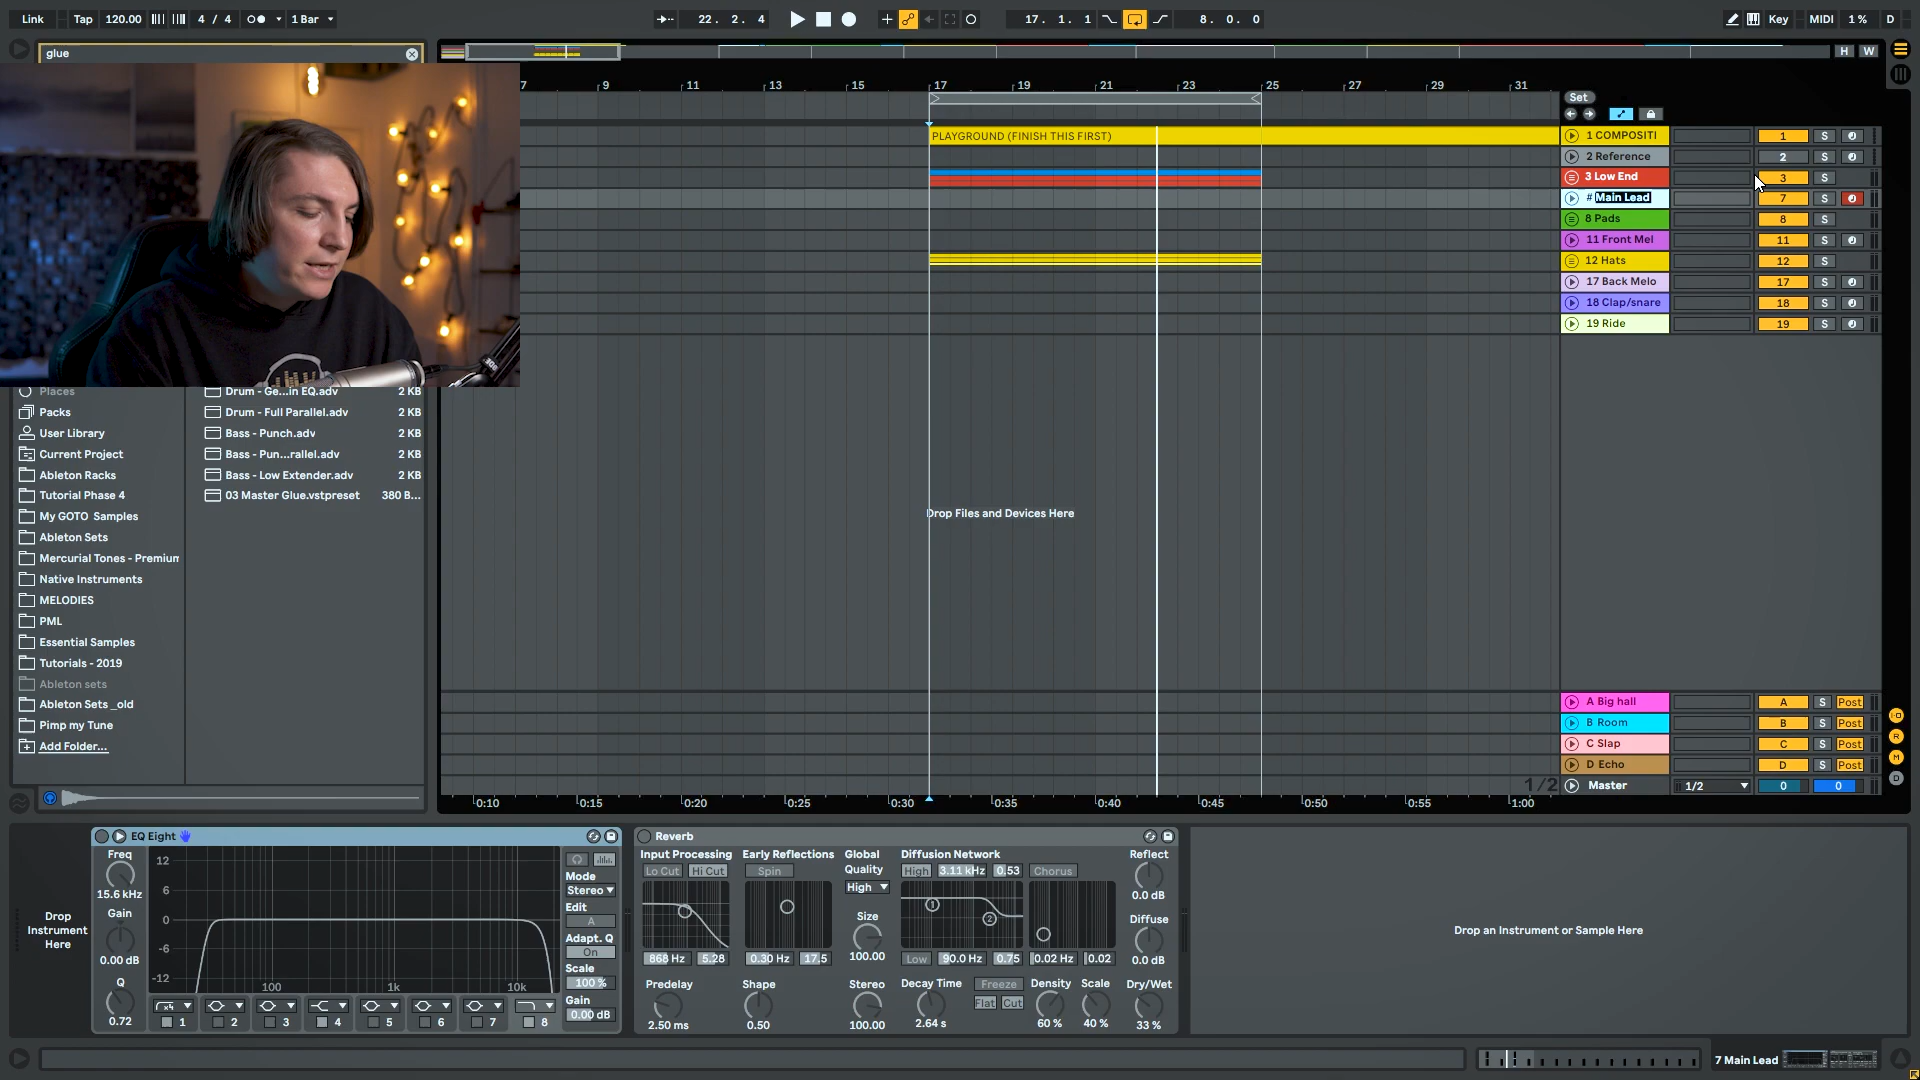 Link
Tap
120.00
4 / 4
1 Bar
22. 2. 4
17. 1. 1
8. 0. 0
Key
MIDI
1 %
D
glue
H
W
7
9
11
13
15
17
19
21
23
25
27
29
31
Set
PLAYGROUND (FINISH THIS FIRST)
1 COMPOSITI
1
S
2 Reference
2
S
3 Low End
3
S
# Main Lead
7
S
8 Pads
8
S
11 Front Mel
11
S
12 Hats
12
S
17 Back Melo
17
S
18 Clap/snare
18
S
19 Ride
19
S
Places
Packs
User Library
Current Project
Ableton Racks
Tutorial Phase 4
My GOTO Samples
Ableton Sets
Mercurial Tones - Premium
Native Instruments
MELODIES
PML
Essential Samples
Tutorials - 2019
Ableton sets
Ableton Sets _old
Pimp my Tune
Add Folder...
Drum - Ge...in EQ.adv
2 KB
Drum - Full Parallel.adv
2 KB
Bass - Punch.adv
2 KB
Bass - Pun...rallel.adv
2 KB
Bass - Low Extender.adv
2 KB
03 Master Glue.vstpreset
380 B...
Drop Files and Devices Here
A Big hall
A
S
Post
B Room
B
S
Post
C Slap
C
S
Post
D Echo
D
S
Post
1/2
Master
1/2
0
0
R
M
D
0:10
0:15
0:20
0:25
0:30
0:35
0:40
0:45
0:50
0:55
1:00
Drop
Instrument
Here
EQ Eight
Freq
15.6 kHz
Gain
0.00 dB
Q
0.72
12
6
0
-6
-12
100
1k
10k
1
2
3
4
5
6
7
8
Mode
Stereo
Edit
A
Adapt. Q
On
Scale
100 %
Gain
0.00 dB
Reverb
Input Processing
Lo Cut
Hi Cut
868 Hz
5.28
Predelay
2.50 ms
Early Reflections
Spin
0.30 Hz
17.5
Shape
0.50
Global
Quality
High
Size
100.00
Stereo
100.00
Diffusion Network
High
3.11 kHz
0.53
Chorus
1
2
Low
90.0 Hz
0.75
0.02 Hz
0.02
Decay Time
2.64 s
Freeze
Flat
Cut
Density
60 %
Scale
40 %
Reflect
0.0 dB
Diffuse
0.0 dB
Dry/Wet
33 %
Drop an Instrument or Sample Here
7 Main Lead